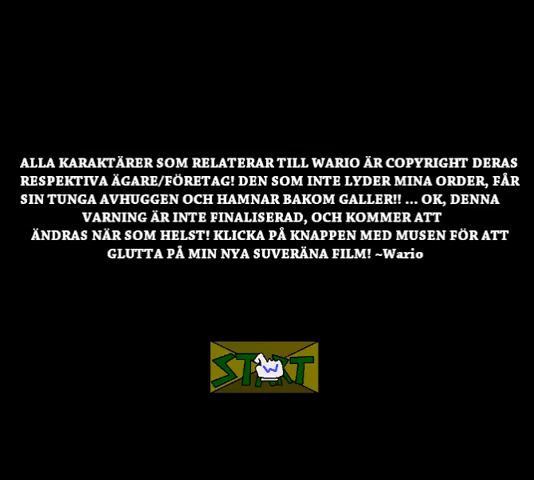 ALLA KARAKTÄRER SOM RELATERAR TILL WARIO ÄR COPYRIGHT DERAS
RESPEKTIVA ÄGARE/FÖRETAG! DEN SOM INTE LYDER MINA ORDER, FÅR
SIN TUNGA AVHUGGEN OCH HAMNAR BAKOM GALLER!! ... OK, DENNA
VARNING ÄR INTE FINALISERAD, OCH KOMMER ATT
ÄNDRAS NÄR SOM HELST! KLICKA PÅ KNAPPEN MED MUSEN FÖR ATT
GLUTTA PÅ MIN NYA SUVERÄNA FILM! ~Wario
START
W